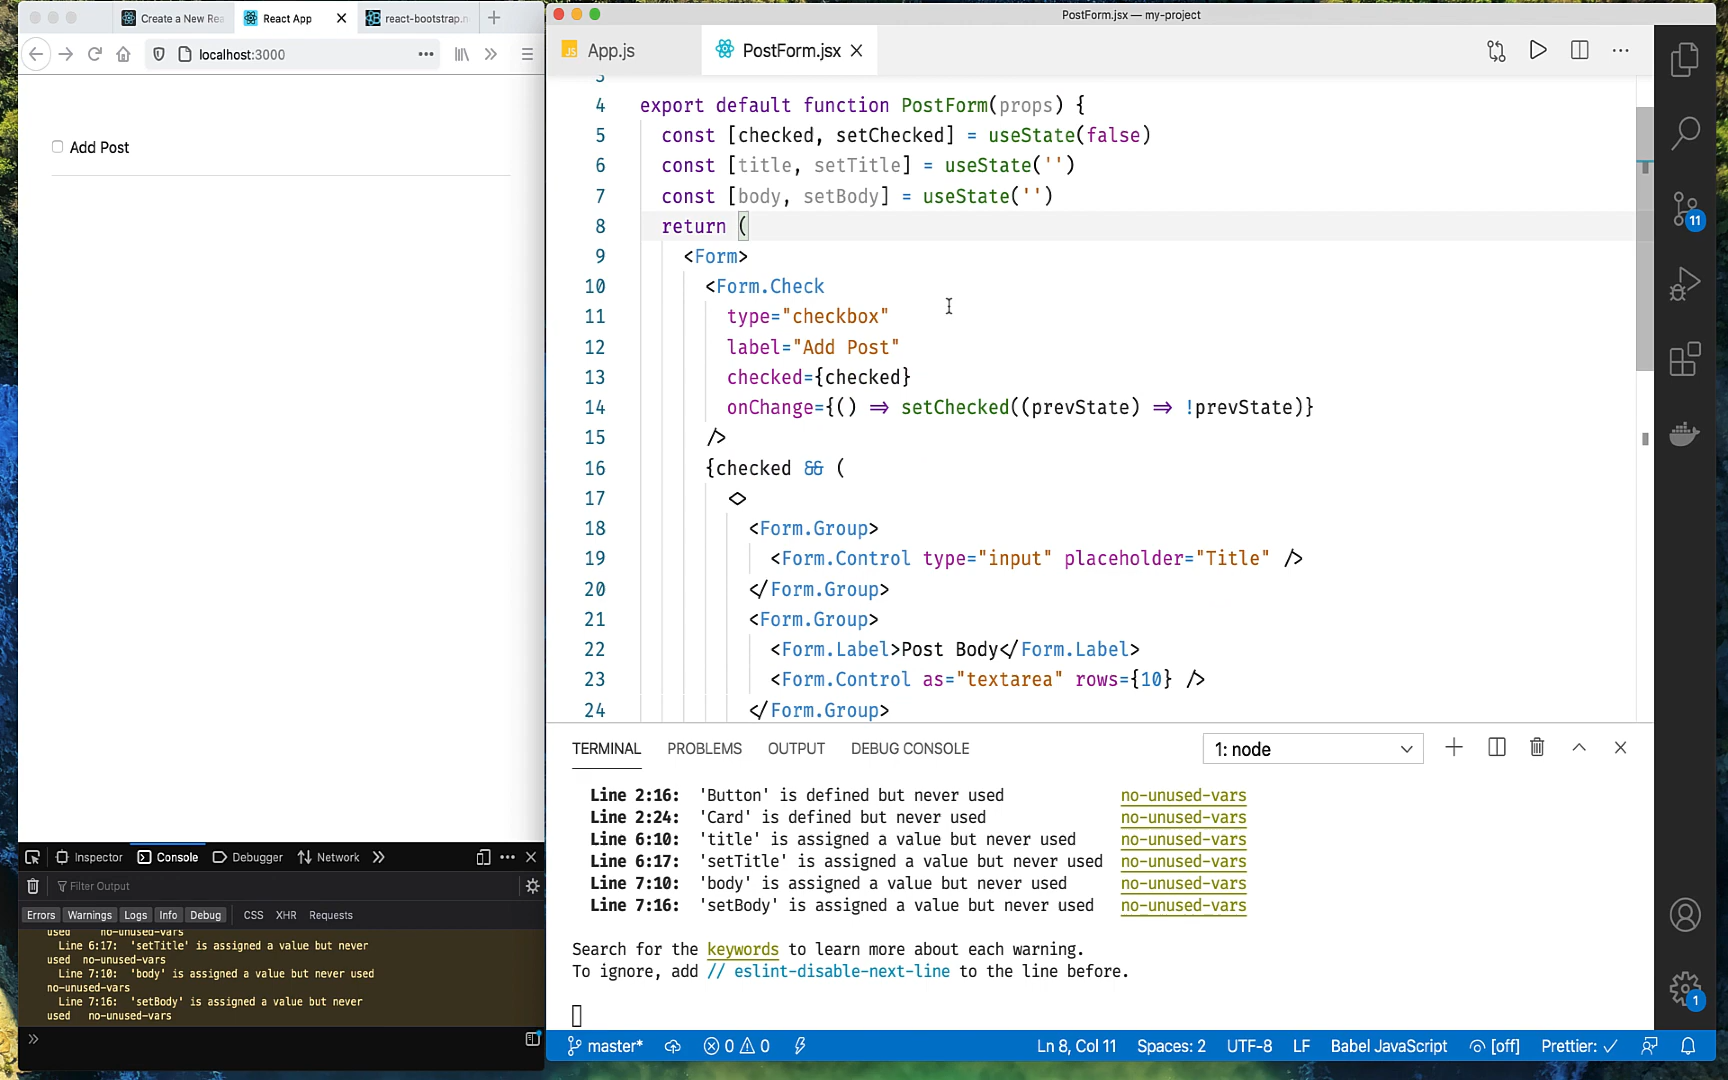 Create a New Rea
React App
react-bootstrap.n
localhost:3000
Add Post
Inspector
Console
Debugger
Network
Filter Output
Errors
Warnings
Logs
Info
Debug
CSS
XHR
Requests
used no-unused-vars
Line 6:17: 'setTitle' is assigned a value but never
used no-unused-vars
Line 7:10: 'body' is assigned a value but never used
no-unused-vars
Line 7:16: 'setBody' is assigned a value but never
used no-unused-vars
PostForm.jsx — my-project
JS App.js
PostForm.jsx
3
4 export default function PostForm(props) {
5 const [checked, setChecked] = useState(false)
6 const [title, setTitle] = useState('')
7 const [body, setBody] = useState('')
8 return (
9 <Form>
10 <Form.Check
11 type="checkbox"
12 label="Add Post"
13 checked={checked}
14 onChange={() => setChecked((prevState) => !prevState)}
15 />
16 {checked && (
17 <>
18 <Form.Group>
19 <Form.Control type="input" placeholder="Title" />
20 </Form.Group>
21 <Form.Group>
22 <Form.Label>Post Body</Form.Label>
23 <Form.Control as="textarea" rows={10} />
24 </Form.Group>
11
1
TERMINAL
PROBLEMS
OUTPUT
DEBUG CONSOLE
1: node
Line 2:16: 'Button' is defined but never used no-unused-vars
Line 2:24: 'Card' is defined but never used no-unused-vars
Line 6:10: 'title' is assigned a value but never used no-unused-vars
Line 6:17: 'setTitle' is assigned a value but never used no-unused-vars
Line 7:10: 'body' is assigned a value but never used no-unused-vars
Line 7:16: 'setBody' is assigned a value but never used no-unused-vars
Search for the keywords to learn more about each warning.
To ignore, add // eslint-disable-next-line to the line before.
master*
0
0
Ln 8, Col 11
Spaces: 2
UTF-8
LF
Babel JavaScript
[off]
Prettier: ✓